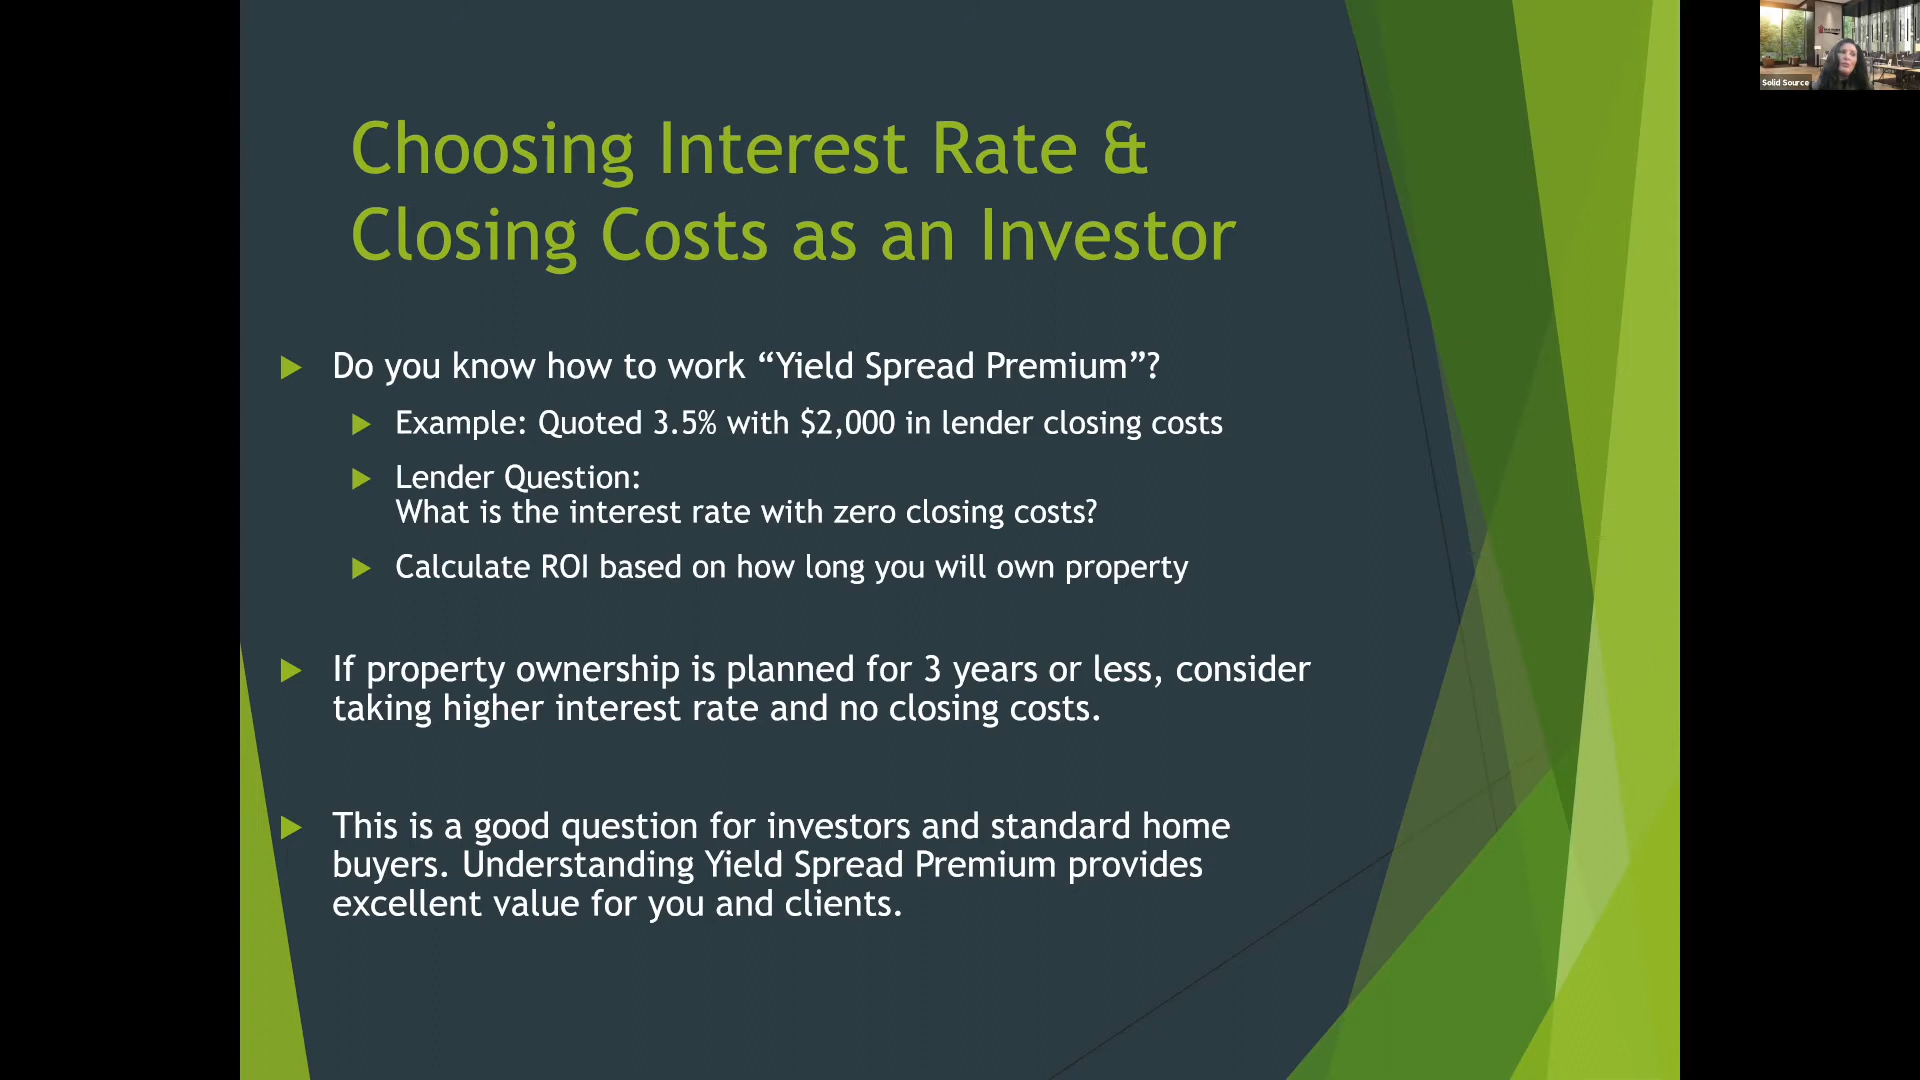 Choosing Interest Rate &
Closing Costs as an Investor
Do you know how to work “Yield Spread Premium”?
Example: Quoted 3.5% with $2,000 in lender closing costs
Lender Question:
What is the interest rate with zero closing costs?
Calculate ROI based on how long you will own property
If property ownership is planned for 3 years or less, consider
taking higher interest rate and no closing costs.
This is a good question for investors and standard home
buyers. Understanding Yield Spread Premium provides
excellent value for you and clients.
Solid Source